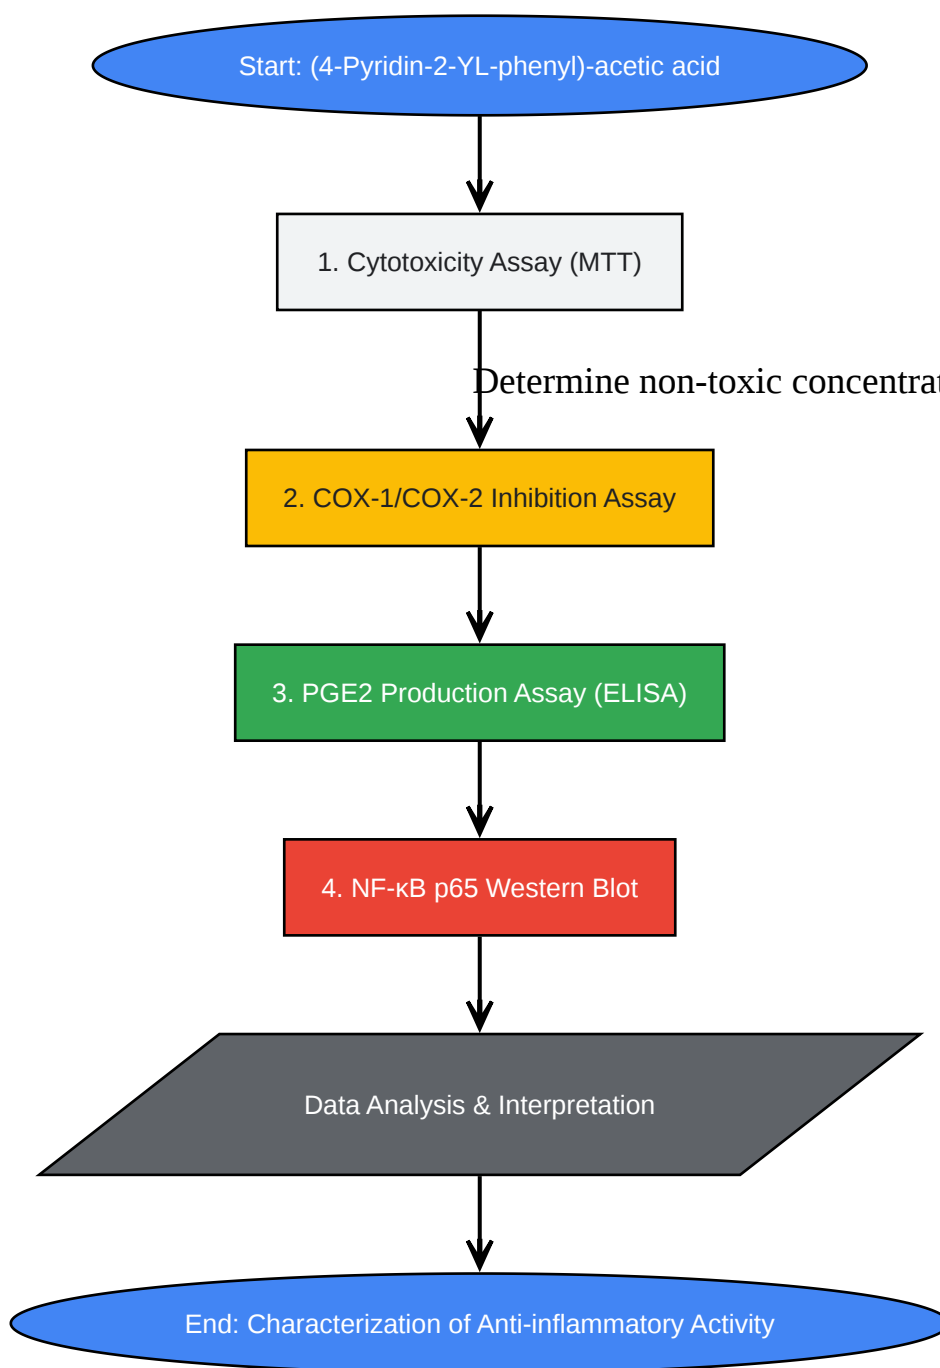 Start: (4-Pyridin-2-YL-phenyl)-acetic acid
1. Cytotoxicity Assay (MTT)
Determine non-toxic concentrat
2. COX-1/COX-2 Inhibition Assay
3. PGE2 Production Assay (ELISA)
4. NF-κB p65 Western Blot
Data Analysis & Interpretation
End: Characterization of Anti-inflammatory Activity